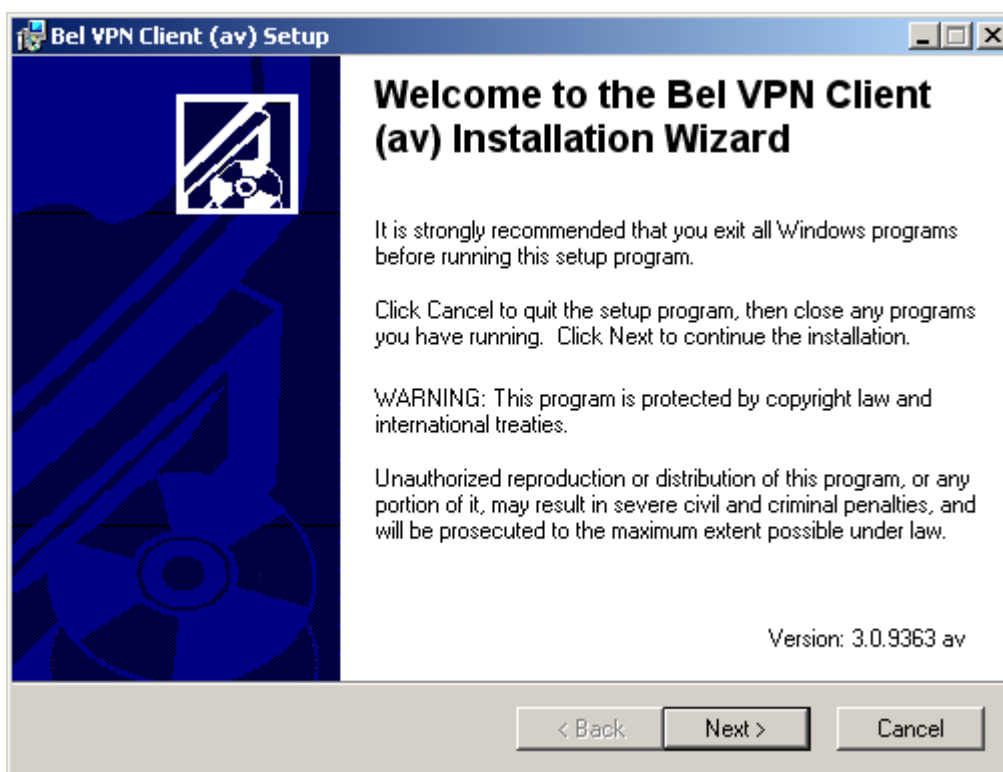 Bel VPN Client (av) Setup
Welcome to the Bel VPN Client
(av) Installation Wizard
It is strongly recommended that you exit all Windows programs
before running this setup program.
Click Cancel to quit the setup program, then close any programs
you have running.  Click Next to continue the installation.
WARNING: This program is protected by copyright law and
international treaties.
Unauthorized reproduction or distribution of this program, or any
portion of it, may result in severe civil and criminal penalties, and
will be prosecuted to the maximum extent possible under law.
Version: 3.0.9363 av
< Back Next > Cancel